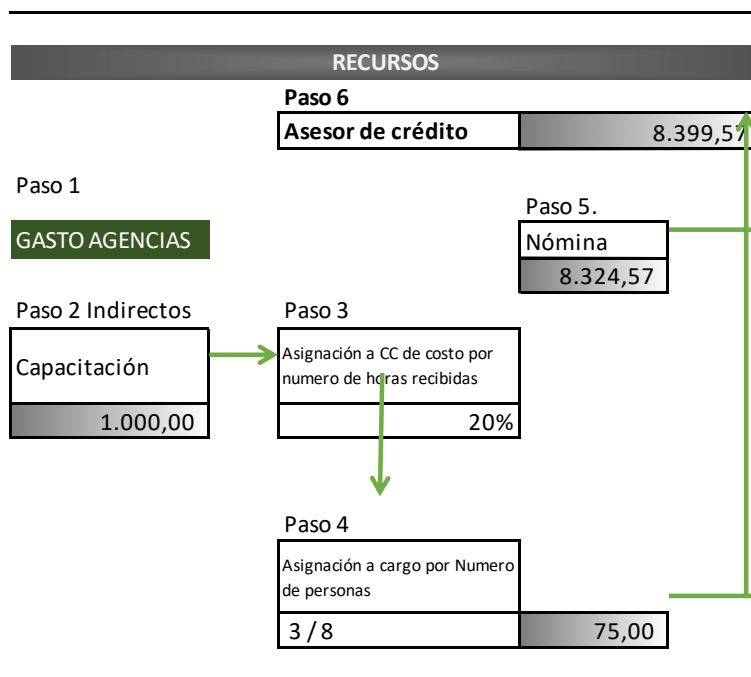 RECURSOS
Paso 6
Asesor de crédito 8.399,57
Paso 1
Paso 5.
GASTO AGENCIAS
Nómina
8.324,57
Paso 2 Indirectos
Paso 3
Capacitación
Asignación a CC de costo por
numero de horas recibidas
1.000,00
20%
Paso 4
Asignación a cargo por Numero
de personas
3 / 8
75,00